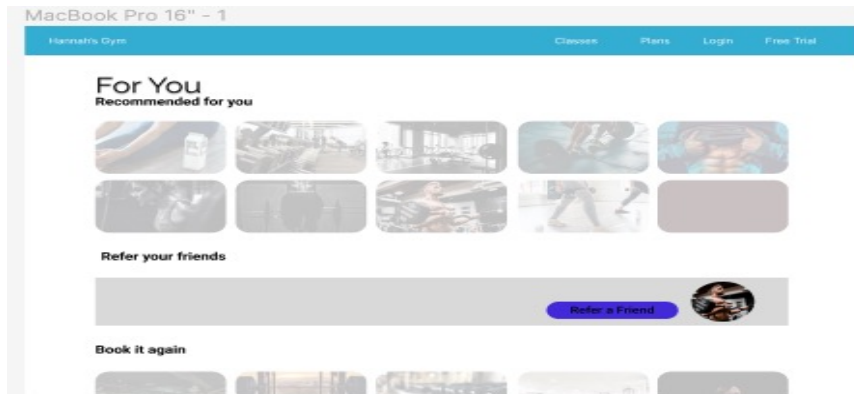 MacBook Pro 16" - 1
Hannah's Gym Classes Plans Login Free Trial
For You
Recommended for you
Refer your friends
Refer a Friend
Book it again